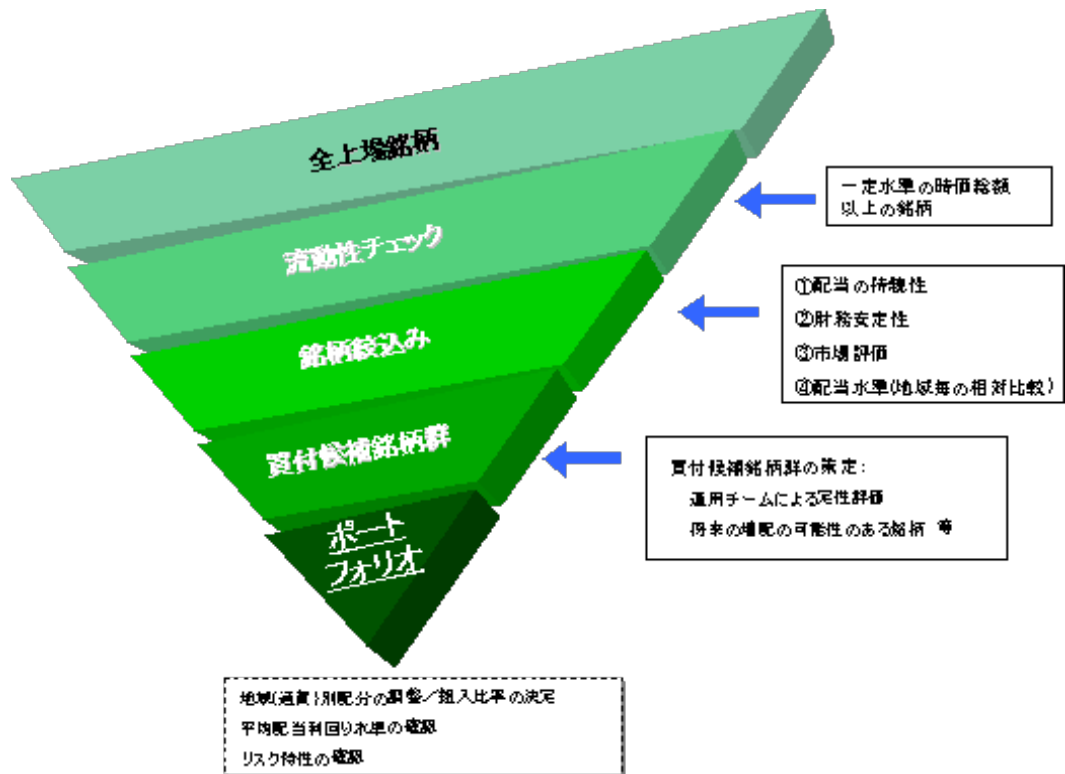 全上場銘柄
一定水準の時価総額
以上の銘柄
流動性チェック
①配当の持続性
②財務安定性
③市場評価
④配当水準(地域毎の相対比較)
銘柄絞込み
買付候補銘柄群
買付候補銘柄群の策定:
運用チームによる定性評価
将来の増配の可能性のある銘柄 等
ポート
フォリオ
地域(通貨)別配分の調整／組入比率の決定
平均配当利回り水準の確認
リスク特性の確認